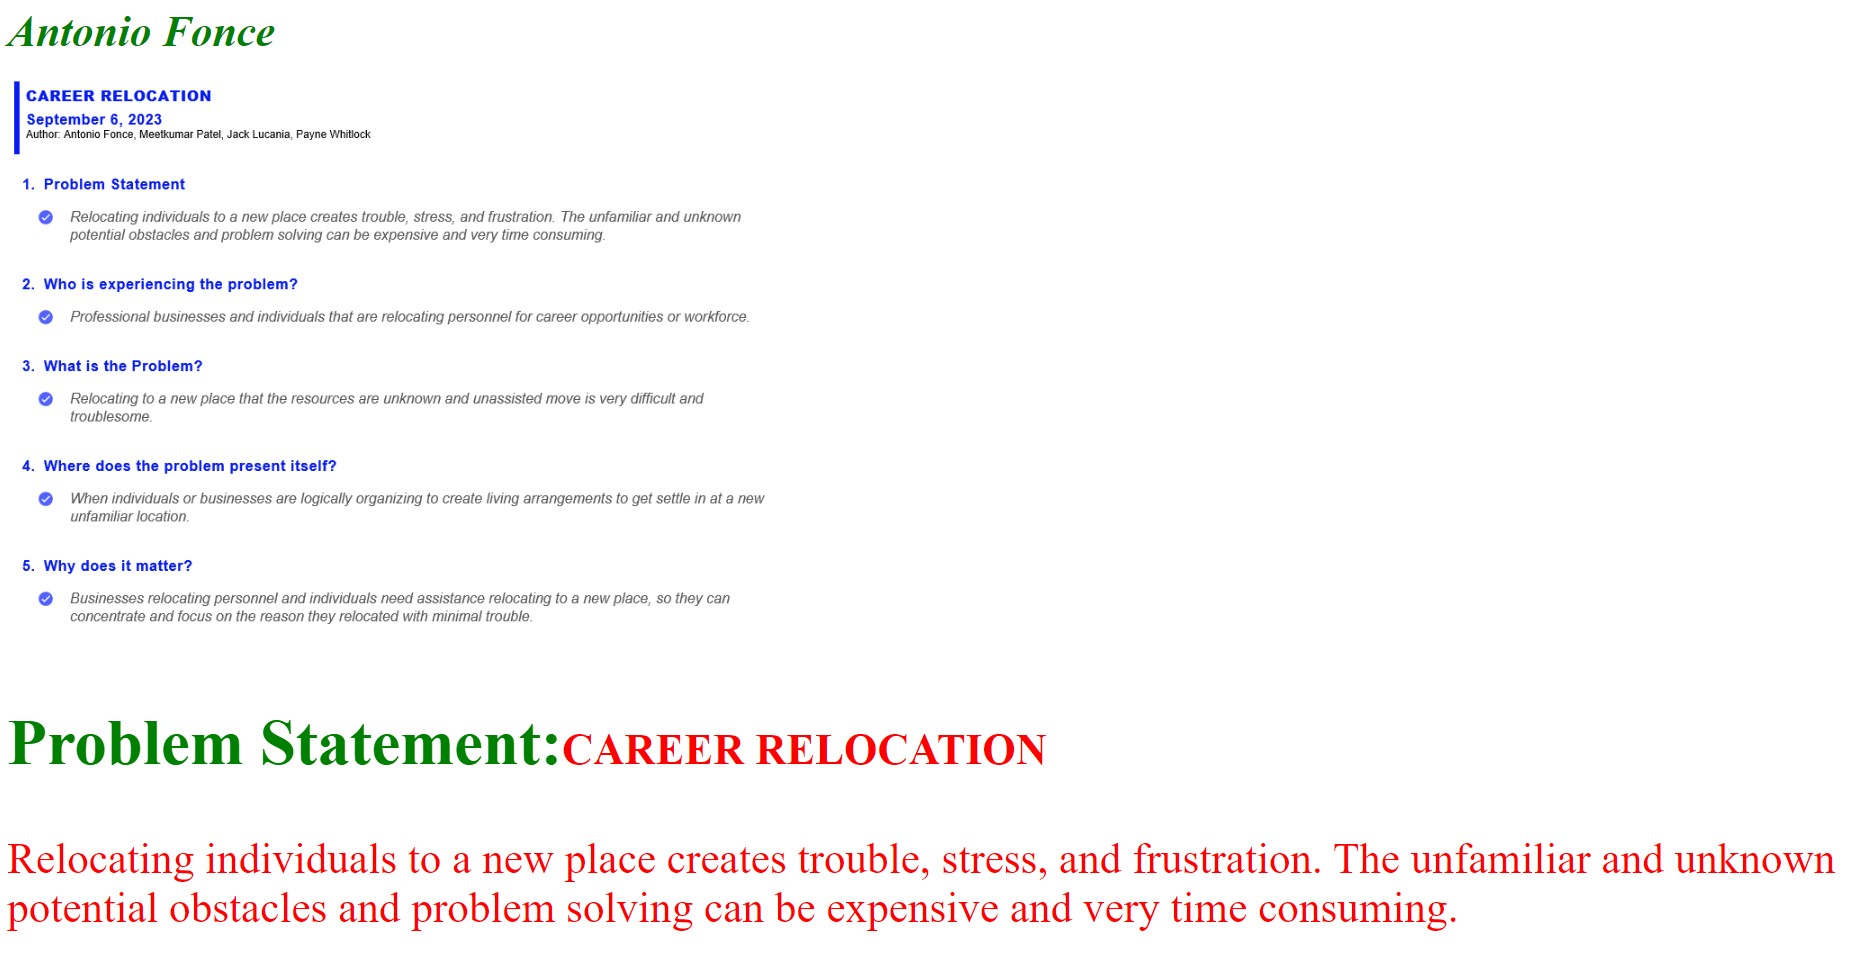 Antonio Fonce
CAREER RELOCATION
September 6, 2023
Author: Antonio Fonce, Meetkumar Patel, Jack Lucania, Payne Whitlock
1. Problem Statement
Relocating individuals to a new place creates trouble, stress, and frustration. The unfamiliar and unknown
potential obstacles and problem solving can be expensive and very time consuming.
2. Who is experiencing the problem?
Professional businesses and individuals that are relocating personnel for career opportunities or workforce.
3. What is the Problem?
Relocating to a new place that the resources are unknown and unassisted move is very difficult and
troublesome.
4. Where does the problem present itself?
When individuals or businesses are logically organizing to create living arrangements to get settle in at a new
unfamiliar location.
5. Why does it matter?
Businesses relocating personnel and individuals need assistance relocating to a new place, so they can
concentrate and focus on the reason they relocated with minimal trouble.
Problem Statement:CAREER RELOCATION
Relocating individuals to a new place creates trouble, stress, and frustration. The unfamiliar and unknown
potential obstacles and problem solving can be expensive and very time consuming.